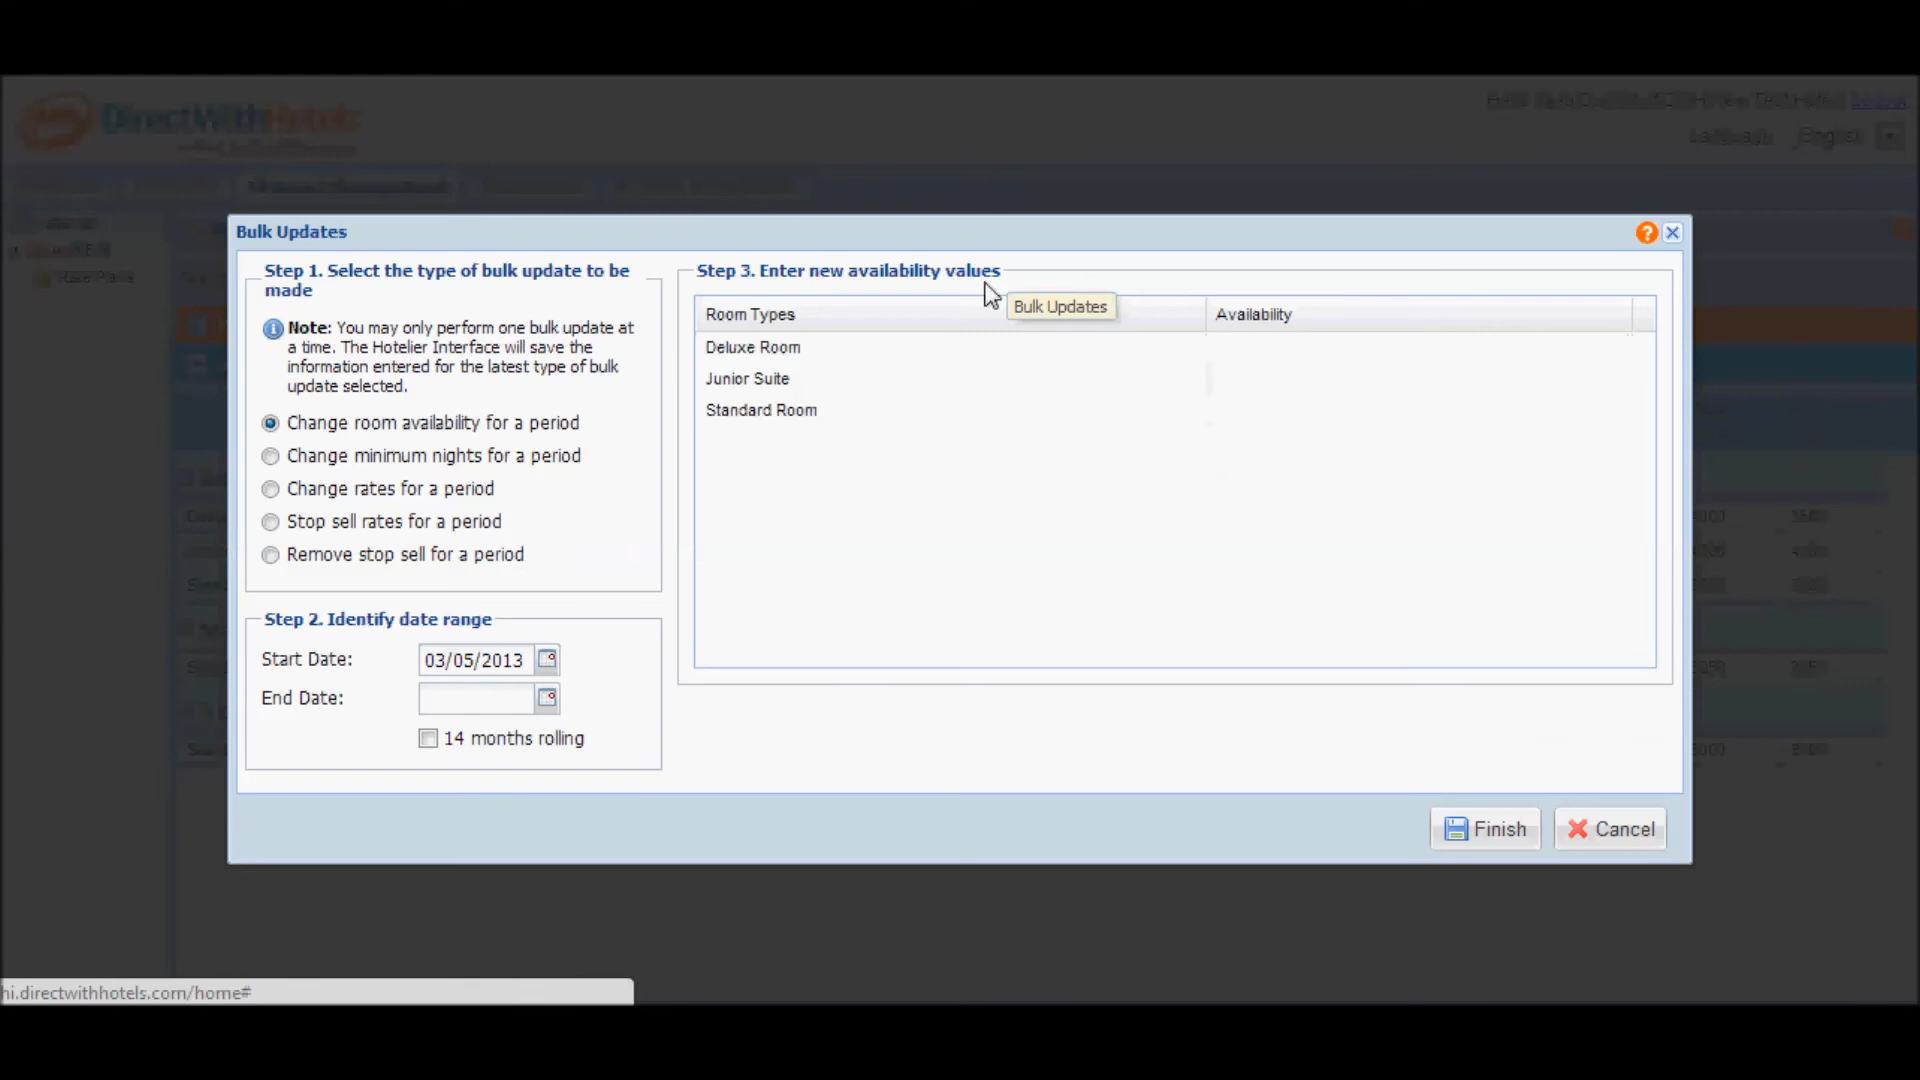 DirectWithHotels
English
Bulk Updates
Step 1. Select the type of bulk update to be
made
Note: You may only perform one bulk update at
a time. The Hotelier Interface will save the
information entered for the latest type of bulk
update selected.
Change room availability for a period
Change minimum nights for a period
Change rates for a period
Stop sell rates for a period
Remove stop sell for a period
Step 2. Identify date range
Start Date: 03/05/2013
End Date:
14 months rolling
Step 3. Enter new availability values
Bulk Updates
Room Types Availability
Deluxe Room
Junior Suite
Standard Room
Finish Cancel
hi.directwithhotels.com/home#